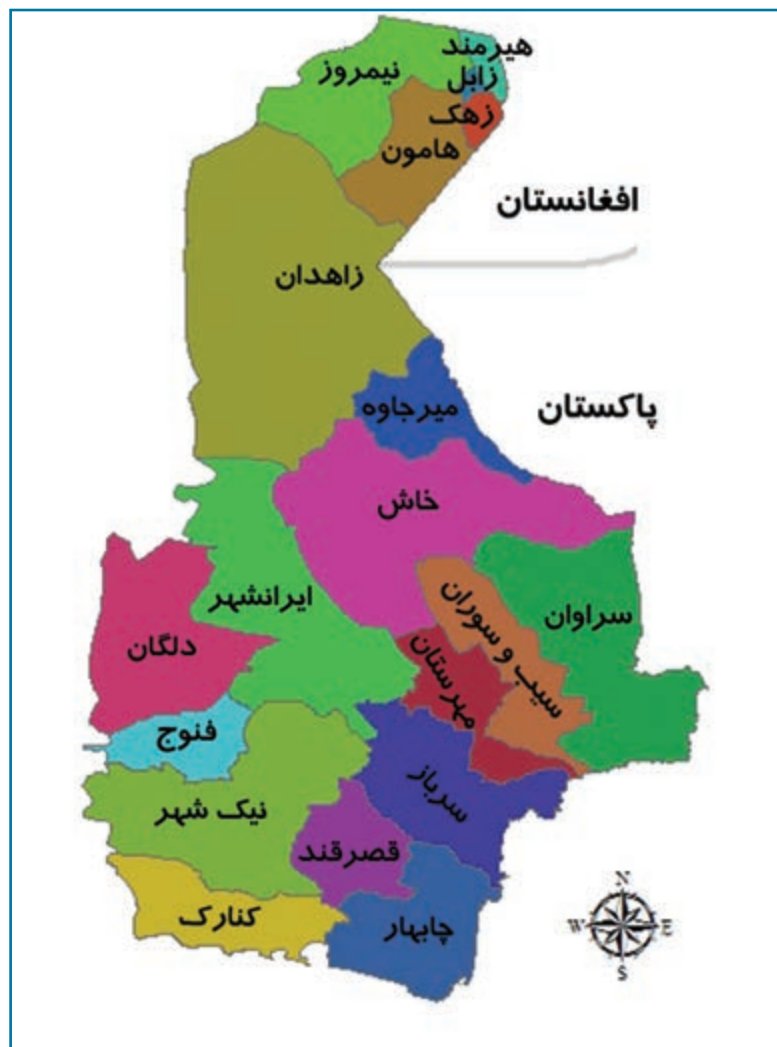 هیرمند
نیمروز
زابل
زهک
هامون
افغانستان
زاهدان
میرجاوه
پاکستان
خاش
سراوان
سیب و سوران
ایرانشهر
مهرستان
دلگان
فنوج
سرباز
نیک شهر
قصرقند
کنارک
چابهار
N
W
E
S